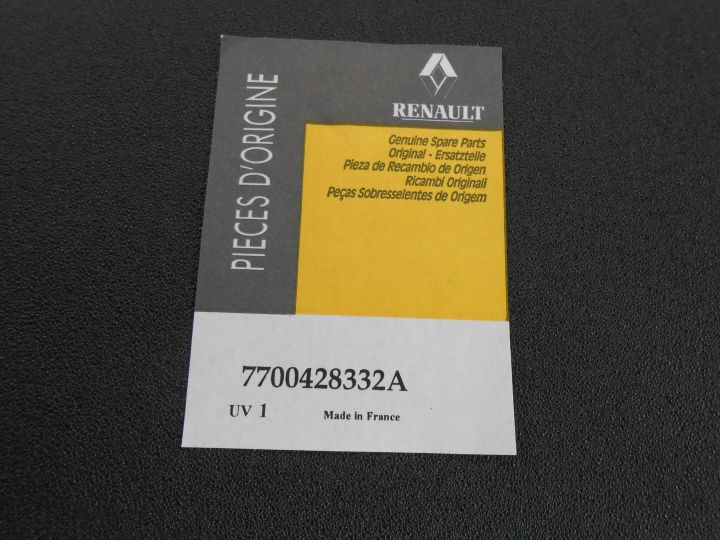 PIECES D'ORIGINE
RENAULT
Genuine Spare Parts
Original - Ersatzteile
Pieza de Recambio de Origen
Ricambi Originali
Peças Sobresselentes de Origem
7700428332A
UV 1
Made in France